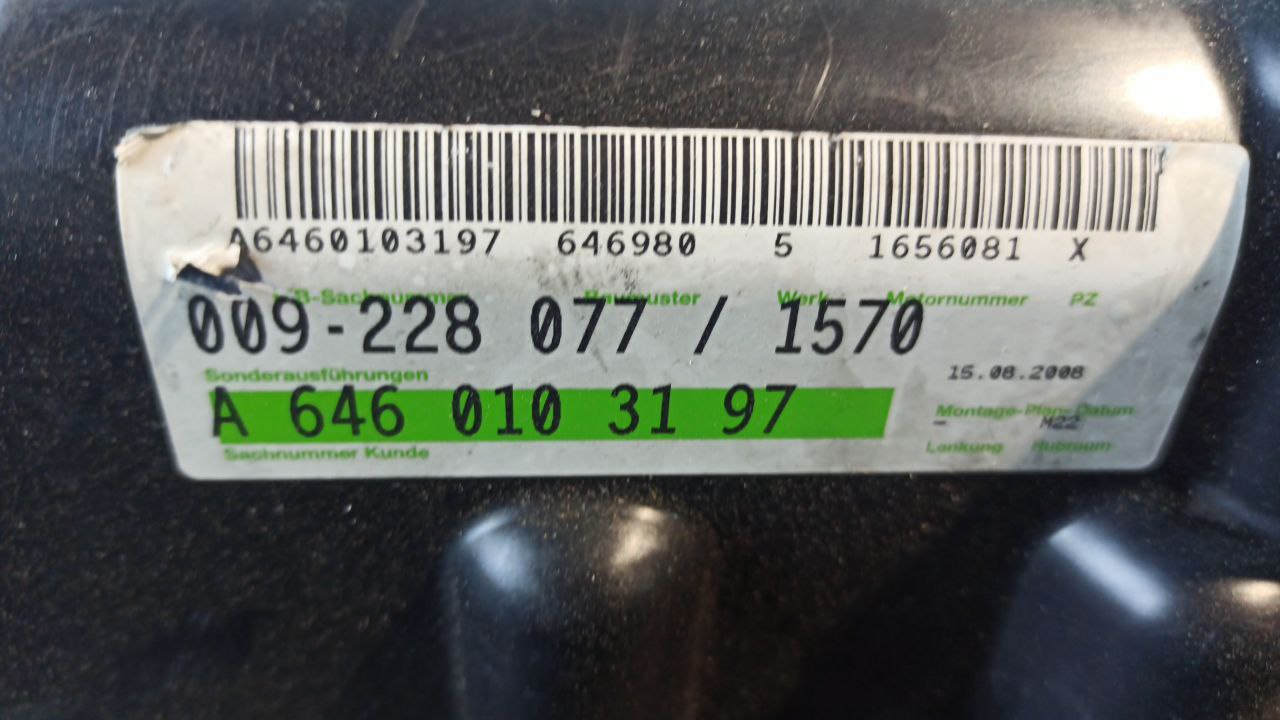 A6460103197 646980 5 1656081 X
ZB-Sachnummer Baumuster Werk Motornummer PZ
009-228 077 / 1570
Sonderausführungen 15.08.2008
A 646 010 31 97 Montage-Plan-Datum
- M22
Sachnummer Kunde Lenkung Hubraum